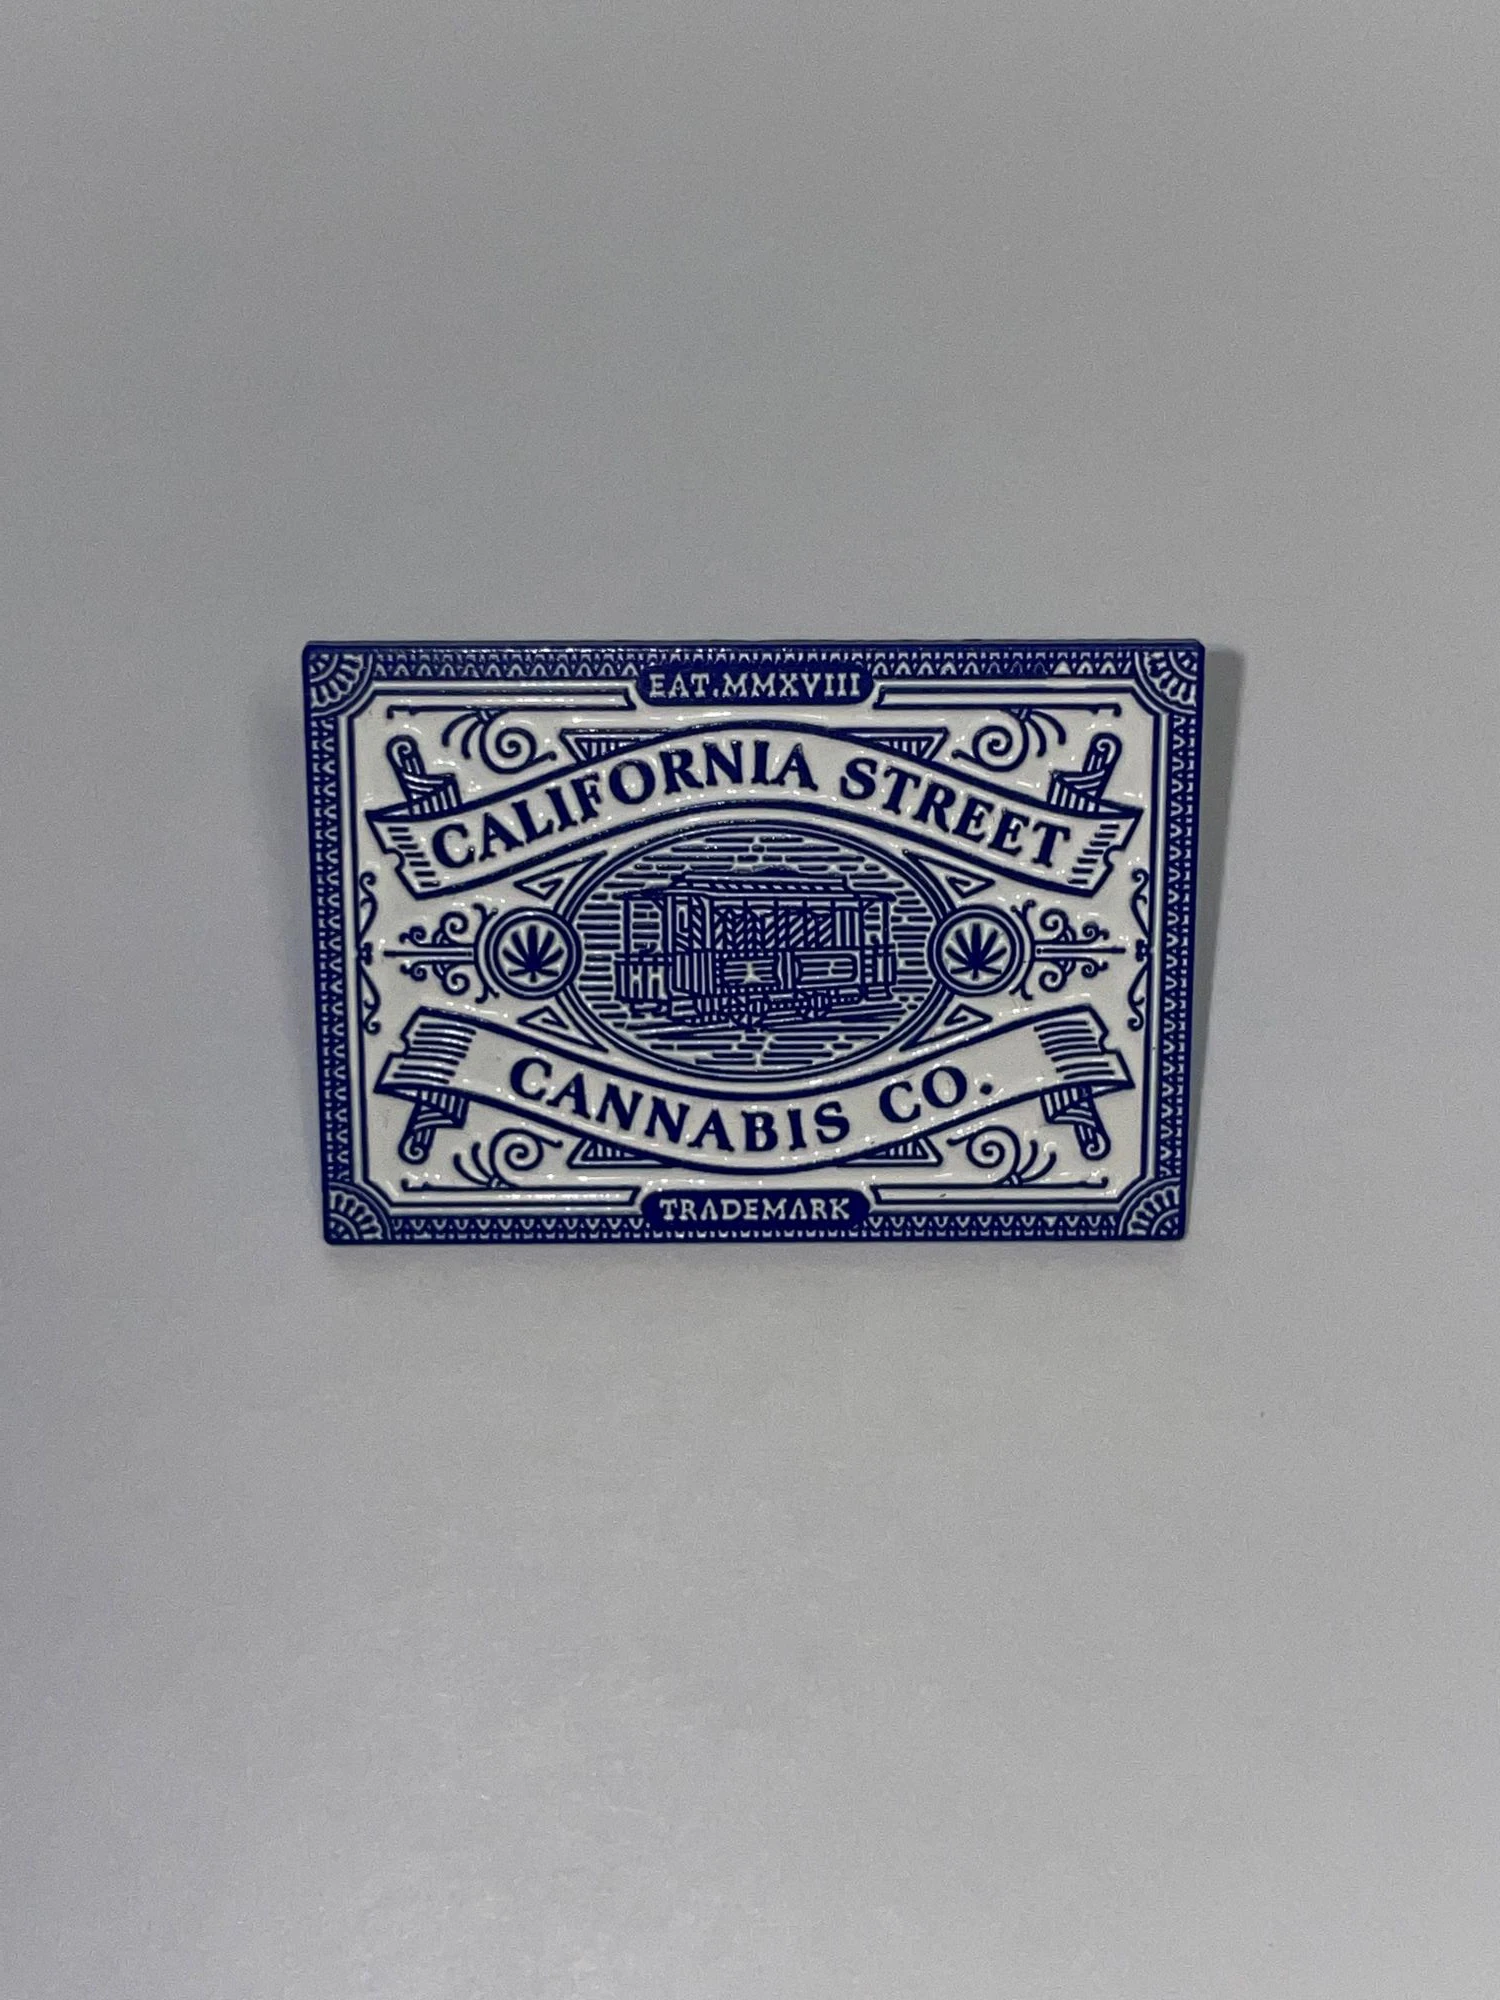 EAT.MMXVIII
CALIFORNIA STREET
CANNABIS CO.
TRADEMARK